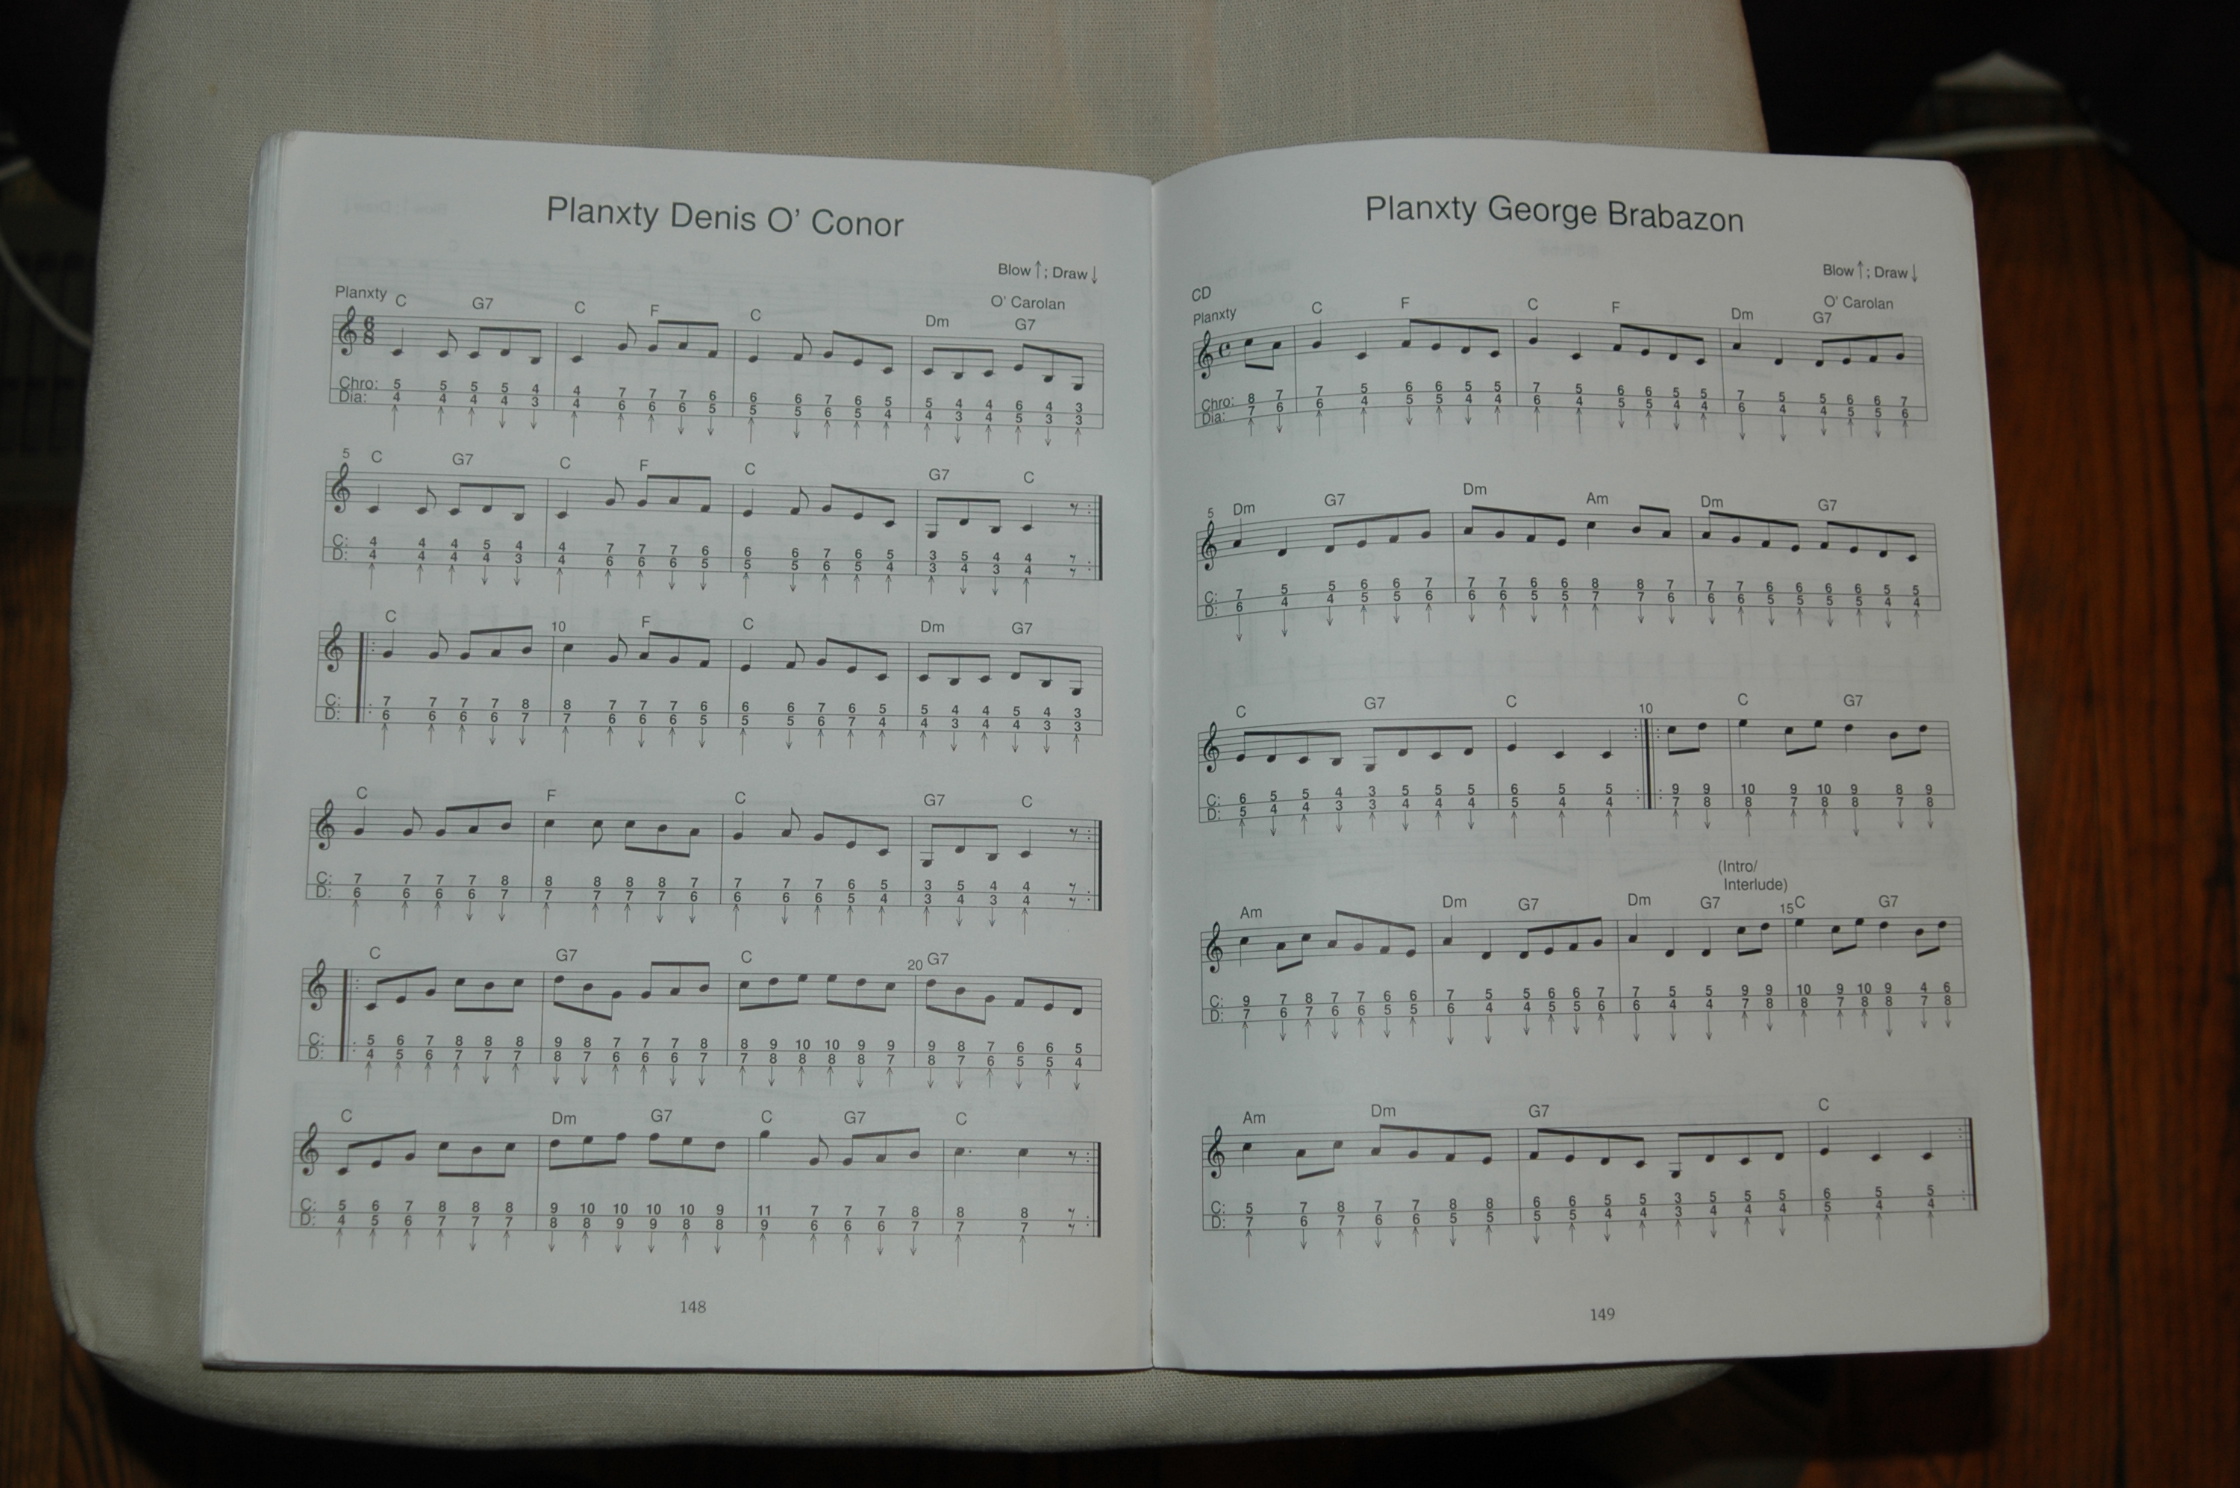 Planxty Denis O' Conor
Blow↑; Draw↓
O' Carolan
Planxty C G7 C F C Dm G7
6
8
Chro: 5 5 5 5 4 4 7 7 7 6 6 6 7 6 5 5 4 4 6 4 3
Dia: 4 4 4 4 3 4 6 6 6 5 5 5 6 5 4 4 3 4 5 3 3
5 C G7 C F C G7 C
C: 4 4 4 5 4 4 7 7 7 6 6 6 7 6 5 3 5 4 4
D: 4 4 4 4 3 4 6 6 6 5 5 5 6 5 4 3 4 3 4
C 10 F C Dm G7
C: 7 7 7 7 8 8 7 7 7 6 6 6 7 6 5 5 4 4 5 4 3
D: 6 6 6 6 7 7 6 6 6 5 5 5 6 7 4 4 3 4 4 3 3
C F C G7 C
C: 7 7 7 7 8 8 8 8 8 7 7 7 7 6 5 3 5 4 4
D: 6 6 6 6 7 7 7 7 7 6 6 6 6 5 4 3 4 3 4
C G7 C 20 G7
C: 5 6 7 8 8 8 9 8 7 7 7 8 8 9 10 10 9 9 9 8 7 6 6 5
D: 4 5 6 7 7 7 8 7 6 6 6 7 7 8 8 8 8 7 8 7 6 5 5 4
C Dm G7 C G7 C
C: 5 6 7 8 8 8 9 10 10 10 10 9 11 7 7 7 8 8 8
D: 4 5 6 7 7 7 8 8 9 9 8 8 9 6 6 6 7 7 7
148
Planxty George Brabazon
Blow↑; Draw↓
CD
O' Carolan
Planxty C F C F Dm G7
Chro: 8 7 7 5 6 6 5 5 7 5 6 6 5 5 7 5 5 6 6 7
Dia: 7 6 6 4 5 5 4 4 6 4 5 5 4 4 6 4 4 5 5 6
5 Dm G7 Dm Am Dm G7
C: 7 5 5 6 6 7 7 7 6 6 8 8 7 7 7 6 6 6 6 5 5
D: 6 4 4 5 5 6 6 6 5 5 7 7 6 6 6 5 5 5 5 4 4
C G7 C 10 C G7
C: 6 5 5 4 3 5 5 5 6 5 5 9 9 10 9 10 9 8 9
D: 5 4 4 3 3 4 4 4 5 4 4 7 8 8 7 8 8 7 8
(Intro/
Interlude)
Am Dm G7 Dm G7 15 C G7
C: 9 7 8 7 7 6 6 7 5 5 6 6 7 7 5 5 9 9 10 9 10 9 4 6
D: 7 6 7 6 6 5 5 6 4 4 5 5 6 6 4 4 7 8 8 7 8 8 7 8
Am Dm G7 C
C: 5 7 8 7 7 8 8 6 6 5 5 3 5 5 5 6 5 5
D: 7 6 7 6 6 5 5 5 5 4 4 3 4 4 4 5 4 4
149